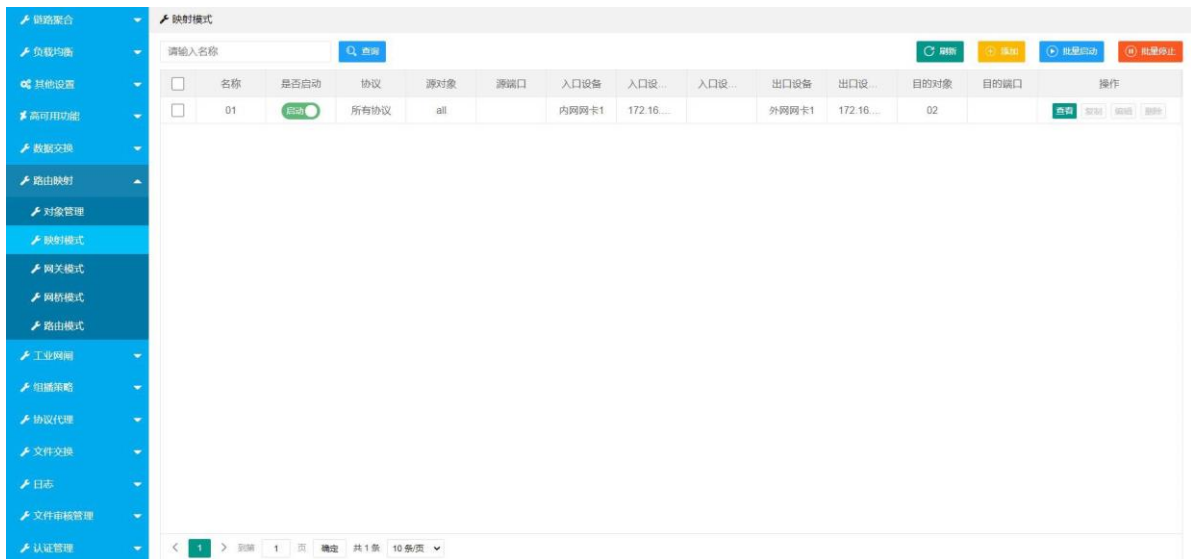 链路聚合
负载均衡
其他设置
高可用功能
数据交换
路由映射
对象管理
映射模式
网关模式
网桥模式
路由模式
工业网闸
组播策略
协议代理
文件交换
日志
文件审核管理
认证管理
映射模式
请输入名称 查询 刷新 添加 批量启动 批量停止
名称 是否启动 协议 源对象 源端口 入口设备 入口设... 入口设... 出口设备 出口设... 目的对象 目的端口 操作
01 启动 所有协议 all 内网网卡1 172.16.... 外网网卡1 172.16.... 02 查看 复制 编辑 删除
1 到第 1 页 确定 共 1 条 10 条/页